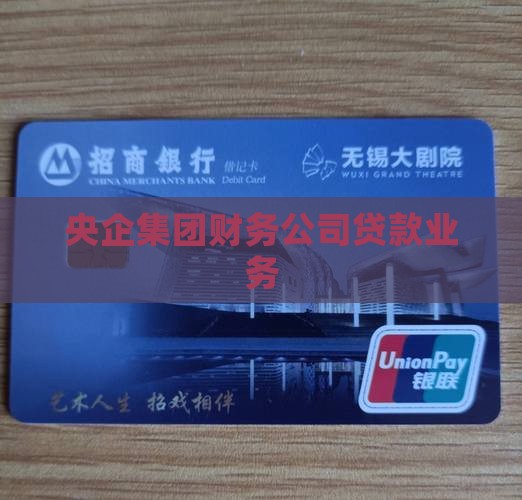 招商银行 借记卡
CHINA MERCHANTS BANK Debit Card
无锡大剧院
WUXI GRAND THEATRE
央企集团财务公司贷款业
务
UnionPay
银联
艺术人生 招戏相伴